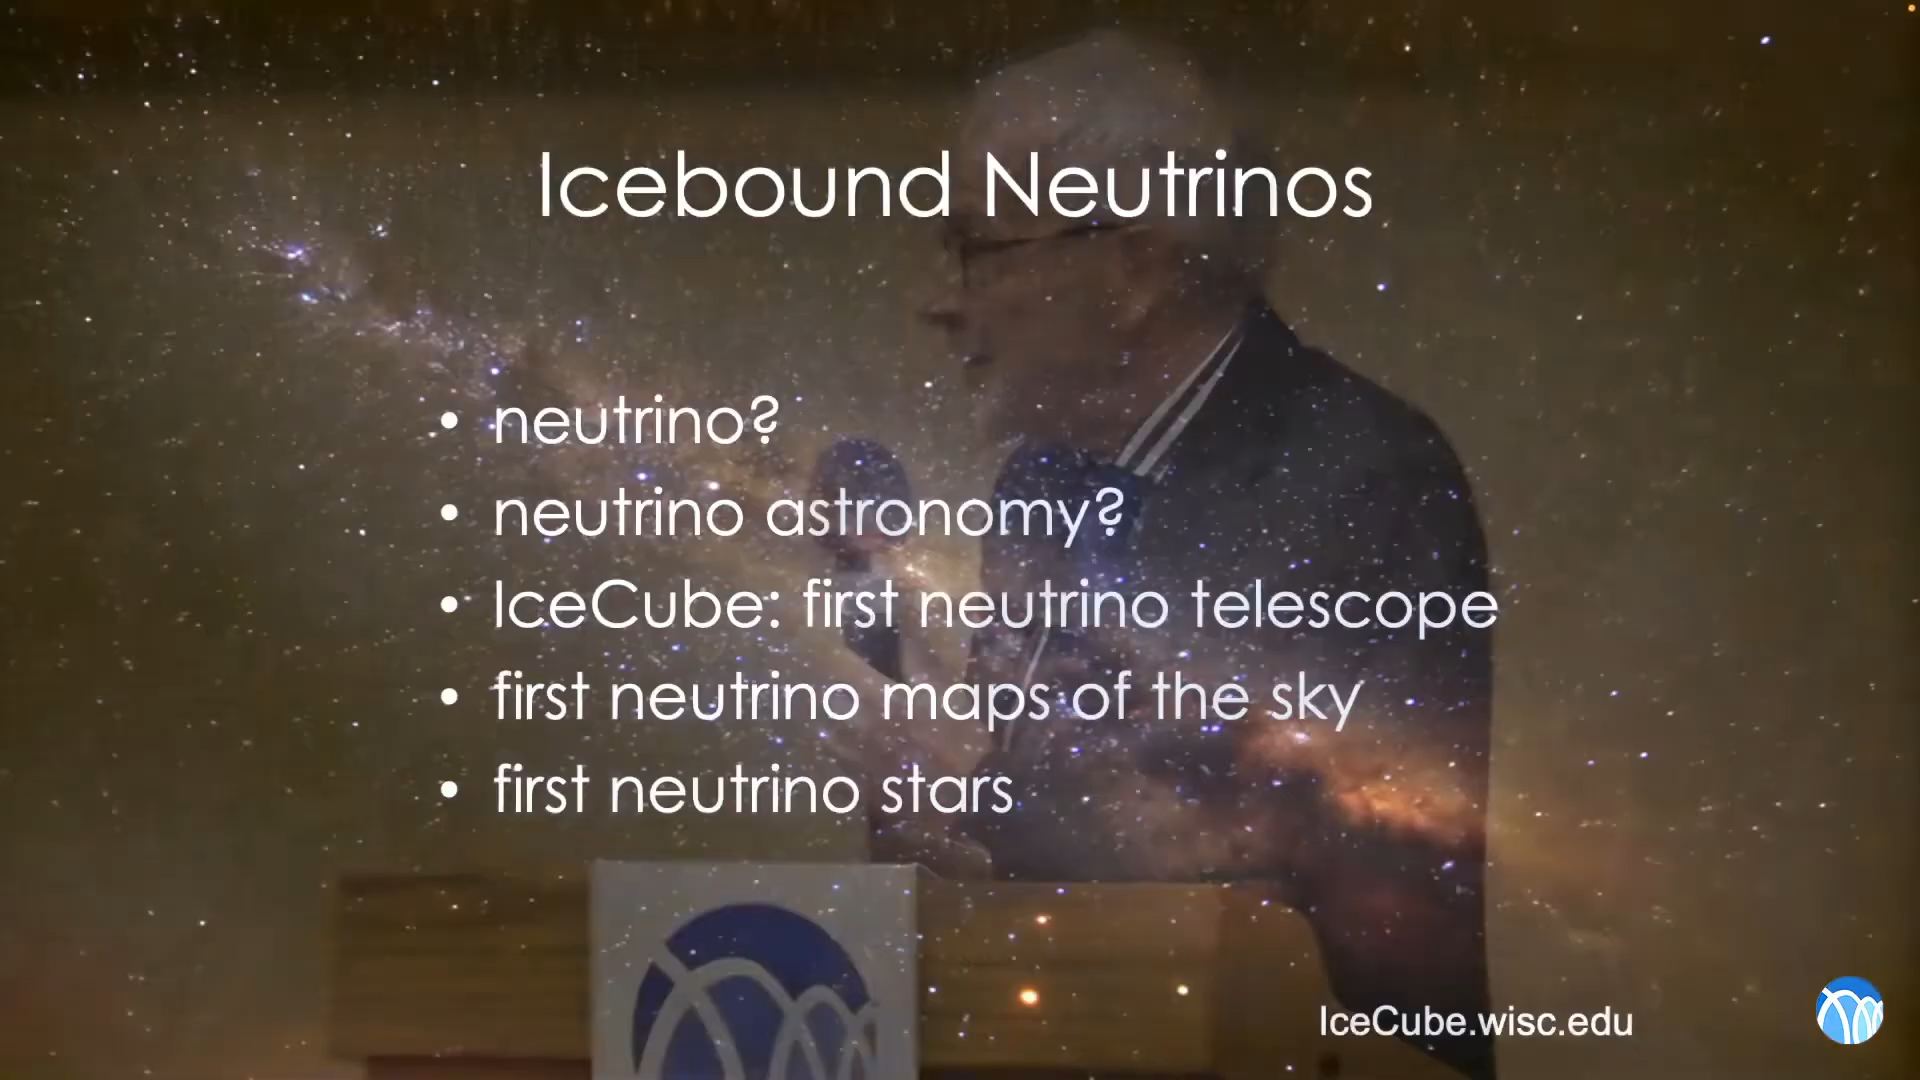 Icebound Neutrinos
• neutrino?
• neutrino astronomy?
• IceCube: first neutrino telescope
• first neutrino maps of the sky
• first neutrino stars
IceCube.wisc.edu